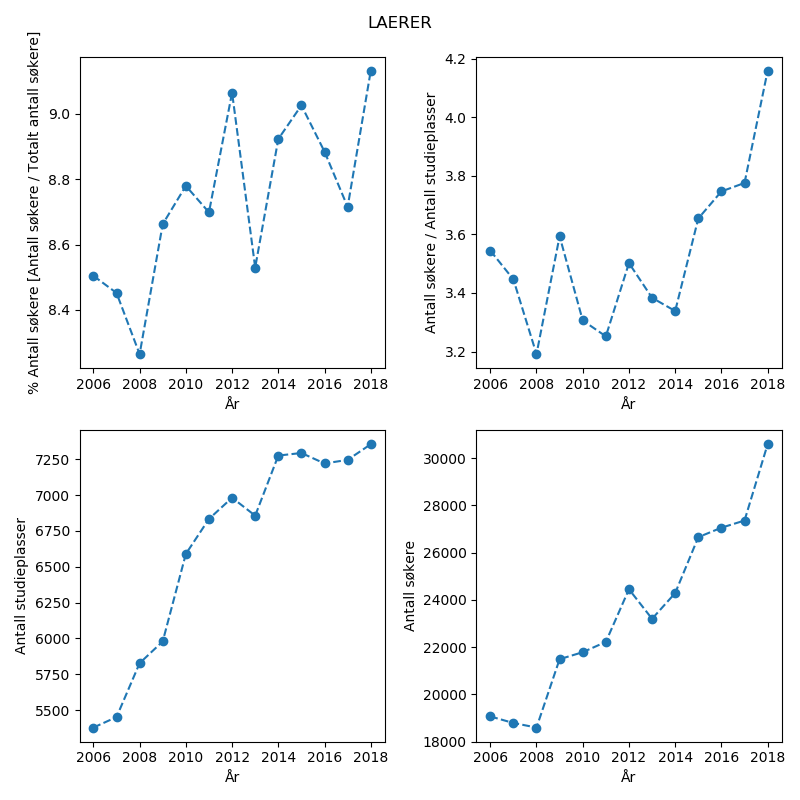 LAERER
% Antall søkere [Antall søkere / Totalt antall søkere]
9.0
8.8
8.6
8.4
2006 2008 2010 2012 2014 2016 2018
År
Antall søkere / Antall studieplasser
4.2
4.0
3.8
3.6
3.4
3.2
2006 2008 2010 2012 2014 2016 2018
År
Antall studieplasser
7250
7000
6750
6500
6250
6000
5750
5500
2006 2008 2010 2012 2014 2016 2018
År
Antall søkere
30000
28000
26000
24000
22000
20000
18000
2006 2008 2010 2012 2014 2016 2018
År